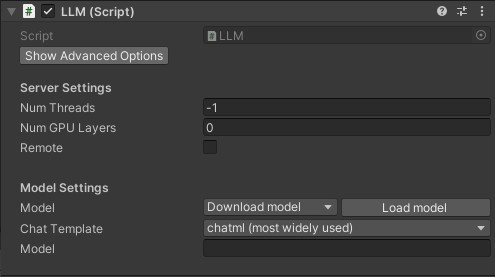 LLM (Script)
Script LLM
Show Advanced Options
Server Settings
Num Threads -1
Num GPU Layers 0
Remote
Model Settings
Model Download model Load model
Chat Template chatml (most widely used)
Model